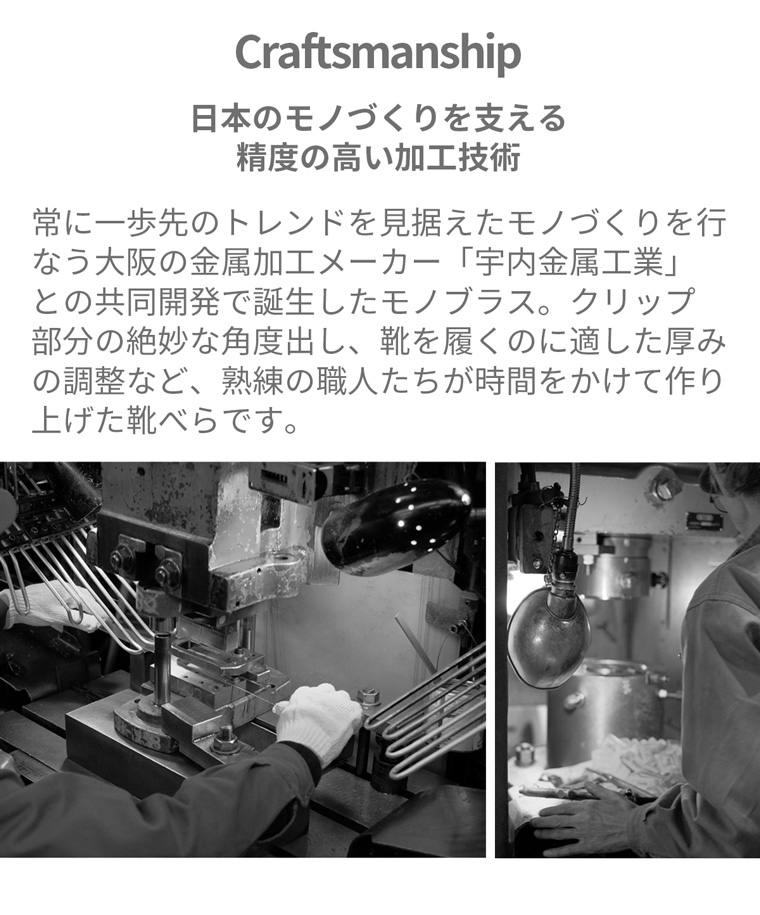 Craftsmanship
日本のモノづくりを支える
精度の高い加工技術
常に一歩先のトレンドを見据えたモノづくりを行
なう大阪の金属加工メーカー「宇内金属工業」
との共同開発で誕生したモノブラス。クリップ
部分の絶妙な角度出し、靴を履くのに適した厚み
の調整など、熟練の職人たちが時間をかけて作り
上げた靴べらです。